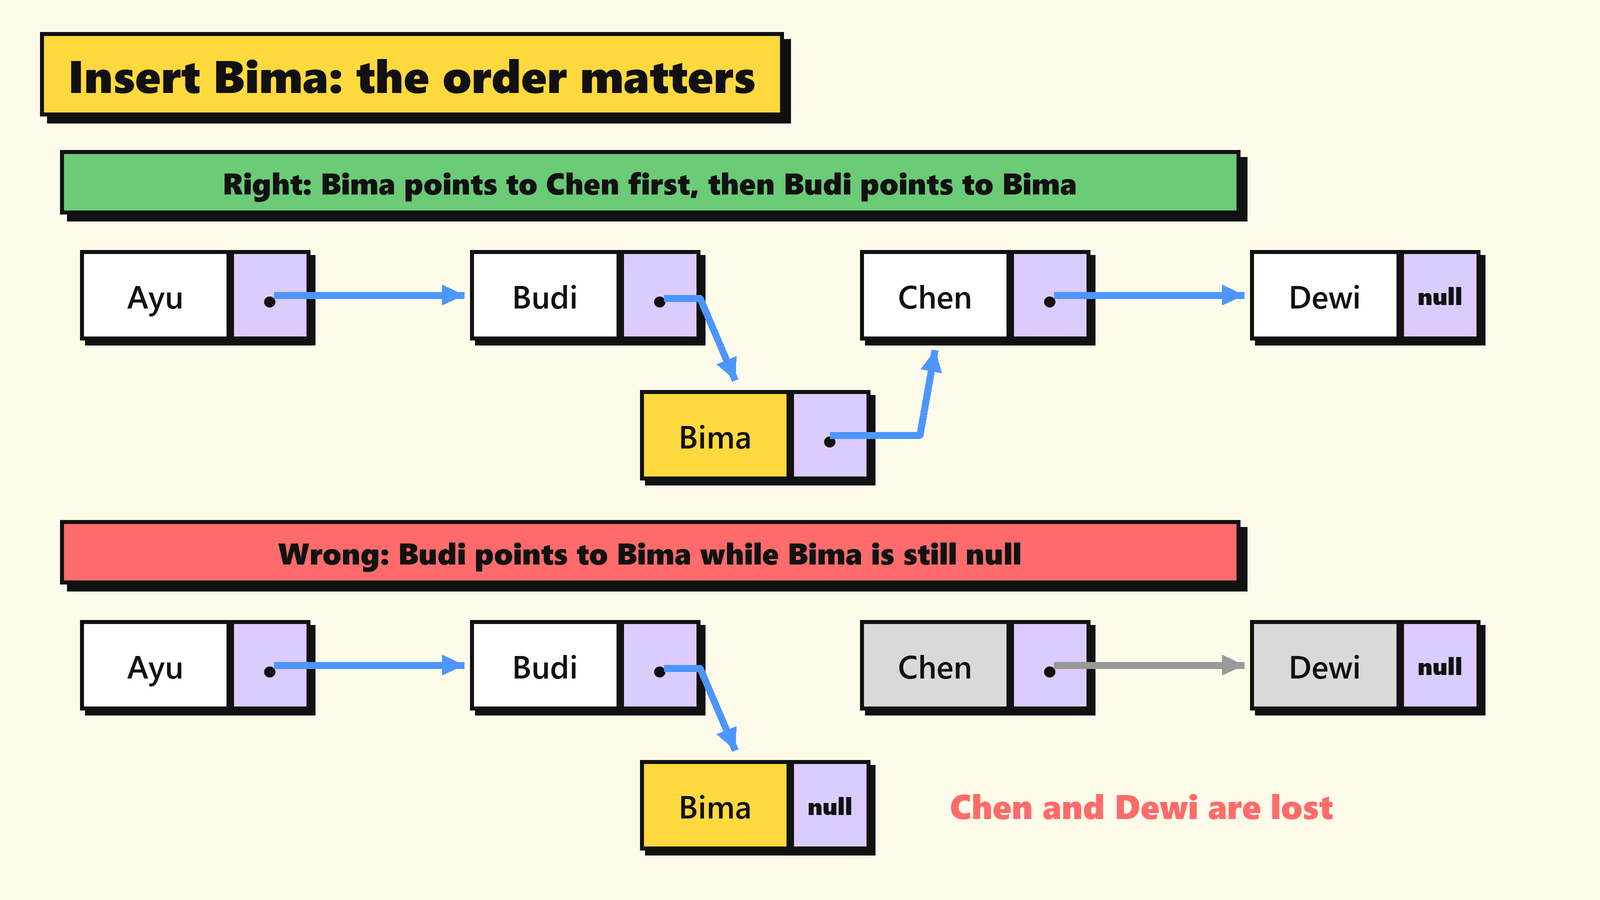 Insert Bima: the order matters
Right: Bima points to Chen first, then Budi points to Bima
Ayu
Budi
Chen
Dewi
null
Bima
Wrong: Budi points to Bima while Bima is still null
Ayu
Budi
Chen
Dewi
null
Bima
null
Chen and Dewi are lost